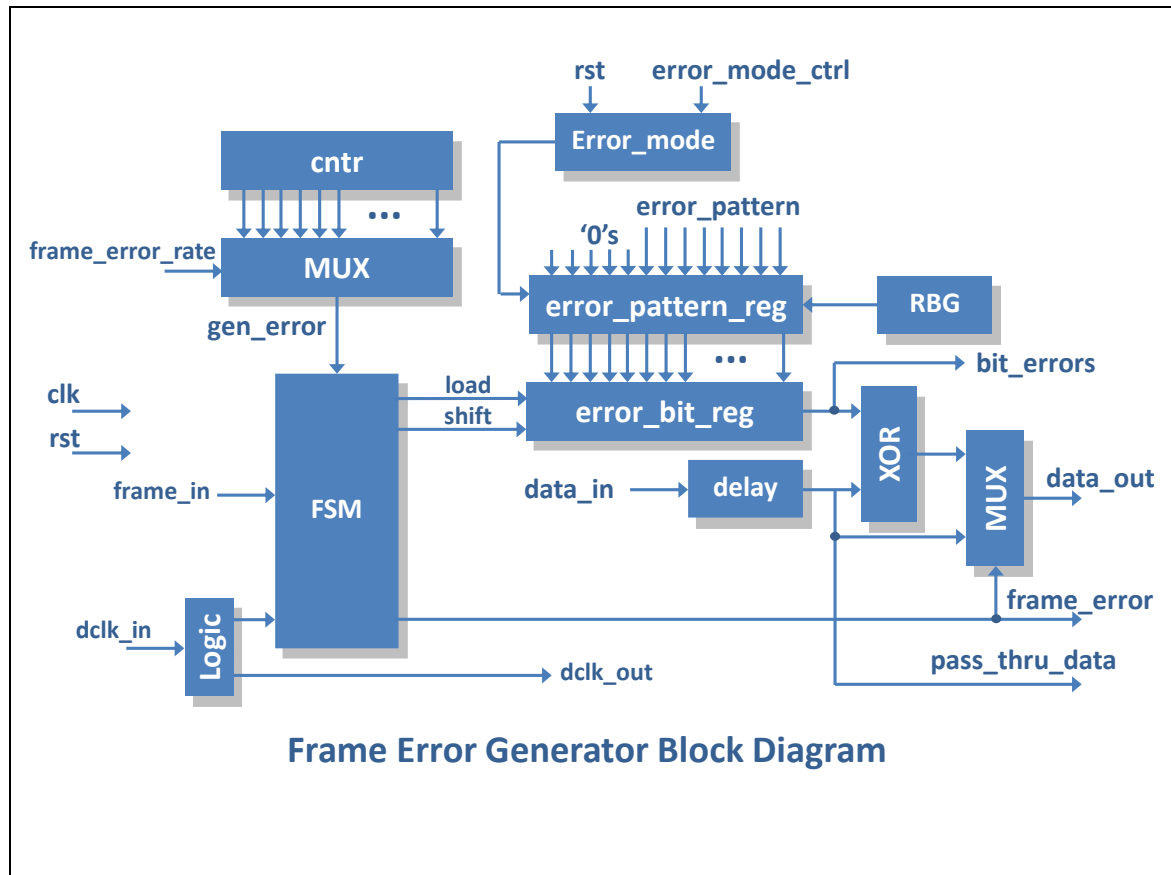 rst error_mode_ctrl
Error_mode
cntr
error_pattern
‘0’s
frame_error_rate
MUX
error_pattern_reg
RBG
gen_error
...
...
bit_errors
clk
load
error_bit_reg
shift
rst
XOR
MUX
frame_in
FSM
data_in
delay
data_out
frame_error
dclk_in
Logic
pass_thru_data
dclk_out
Frame Error Generator Block Diagram